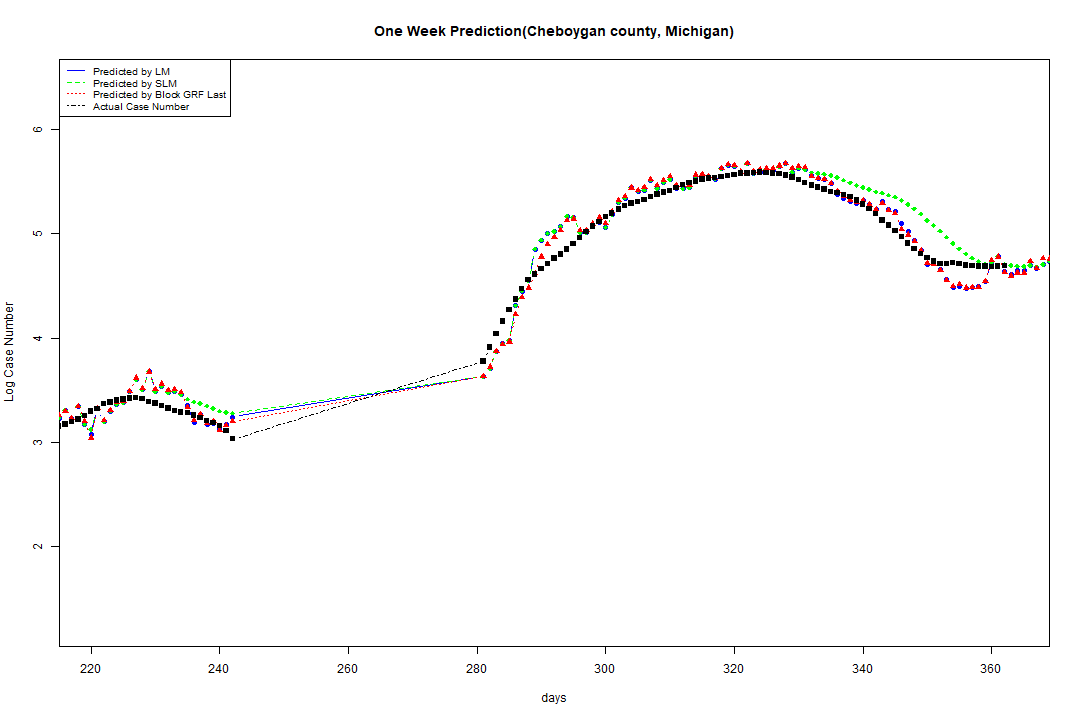 One Week Prediction(Cheboygan county, Michigan)
Predicted by LM
Predicted by SLM
Predicted by Block GRF Last
Actual Case Number
6
5
4
3
2
Log Case Number
220 240 260 280 300 320 340 360
days